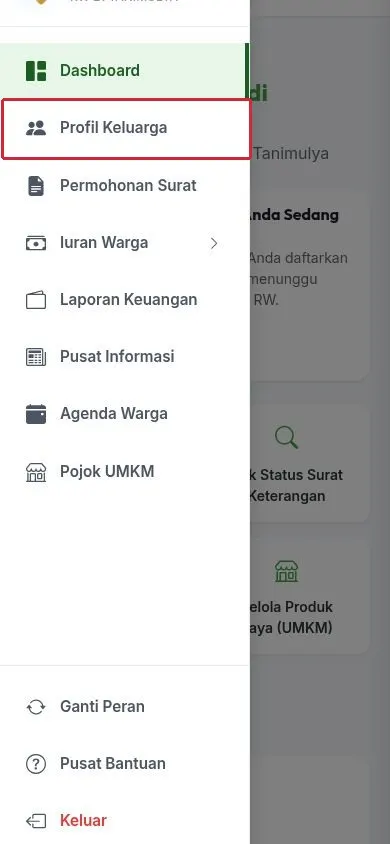 Dashboard
di
Profil Keluarga
Tanimulya
Permohonan Surat
Anda Sedang
Iuran Warga
Anda daftarkan
menunggu
Laporan Keuangan
RW.
Pusat Informasi
Agenda Warga
Pojok UMKM
k Status Surat
Keterangan
elola Produk
aya (UMKM)
Ganti Peran
Pusat Bantuan
Keluar